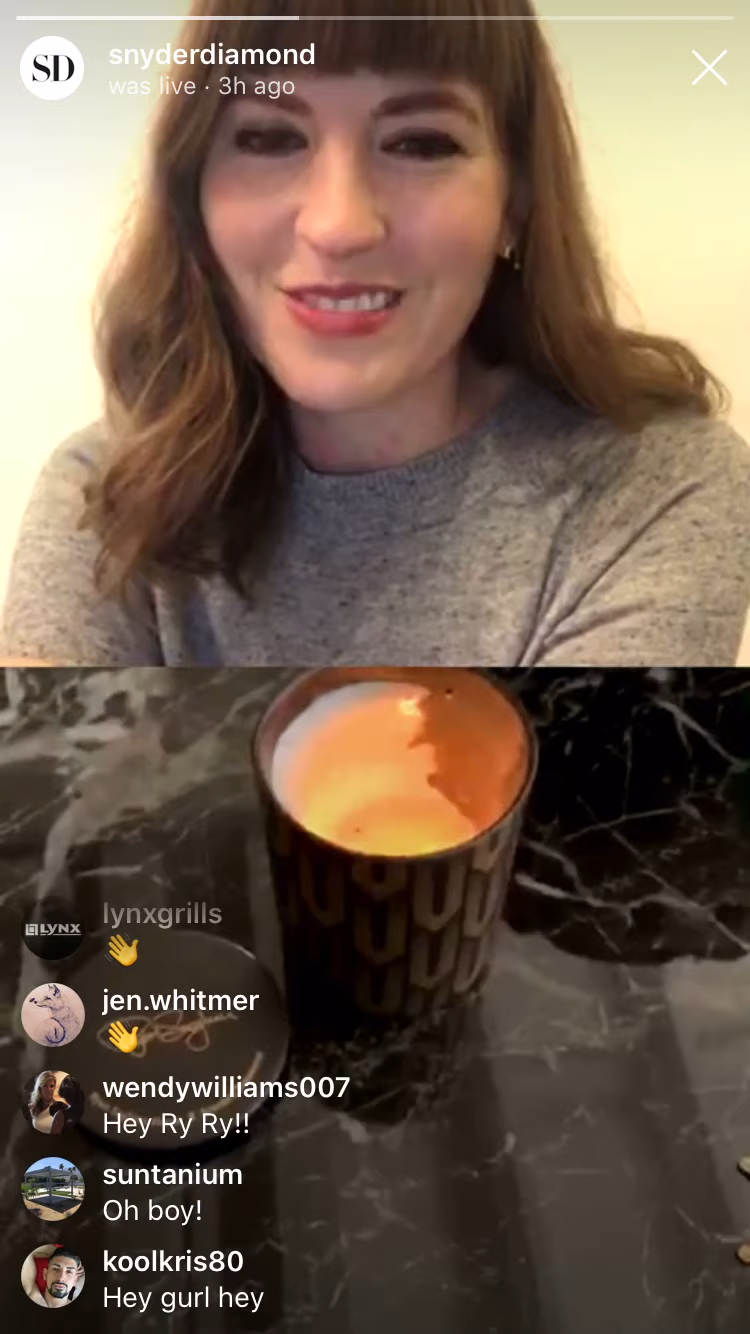 SD
snyderdiamond
was live · 3h ago
lynxgrills
LYNX
👋
jen.whitmer
👋
wendywilliams007
Hey Ry Ry!!
suntanium
Oh boy!
koolkris80
Hey gurl hey